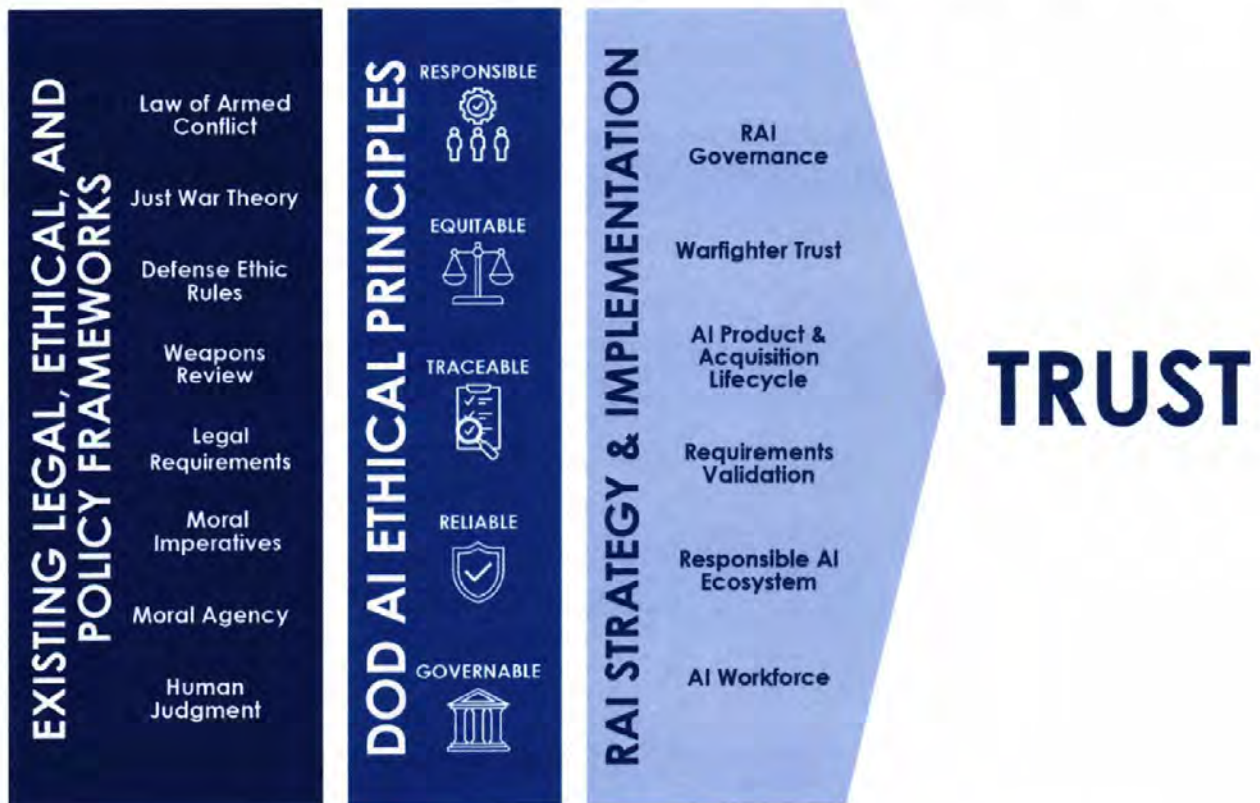 EXISTING LEGAL, ETHICAL, AND
POLICY FRAMEWORKS
Law of Armed
Conflict
Just War Theory
Defense Ethic
Rules
Weapons
Review
Legal
Requirements
Moral
Imperatives
Moral Agency
Human
Judgment
DOD AI ETHICAL PRINCIPLES
RESPONSIBLE
EQUITABLE
TRACEABLE
RELIABLE
GOVERNABLE
RAI STRATEGY & IMPLEMENTATION
RAI
Governance
Warfighter Trust
AI Product &
Acquisition
Lifecycle
Requirements
Validation
Responsible AI
Ecosystem
AI Workforce
TRUST